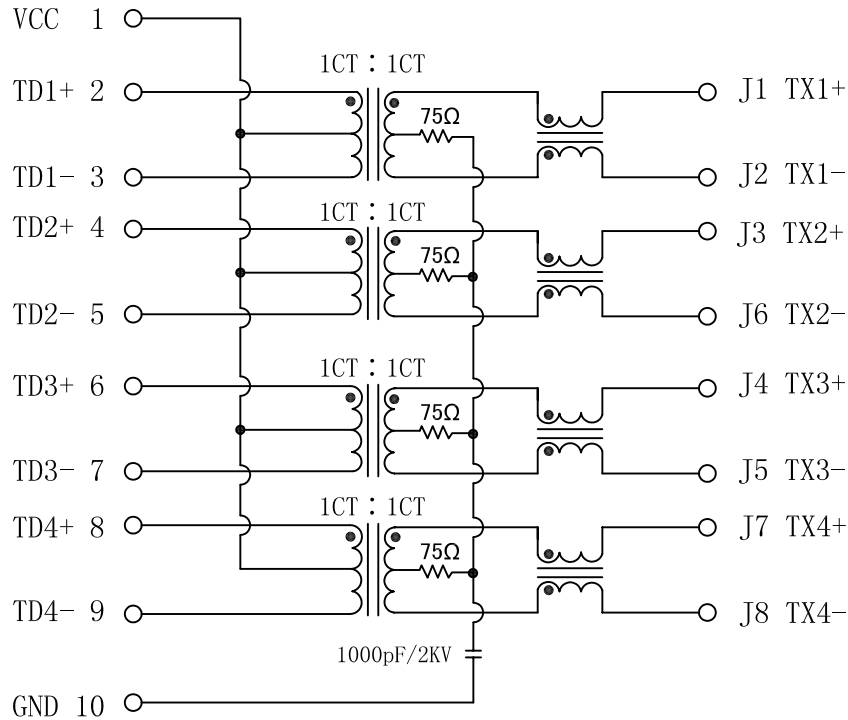 VCC 1
1CT : 1CT
TD1+ 2
75Ω
J1 TX1+
TD1- 3
J2 TX1-
1CT : 1CT
TD2+ 4
75Ω
J3 TX2+
TD2- 5
J6 TX2-
1CT : 1CT
TD3+ 6
75Ω
J4 TX3+
TD3- 7
J5 TX3-
1CT : 1CT
TD4+ 8
75Ω
J7 TX4+
TD4- 9
J8 TX4-
1000pF/2KV
GND 10